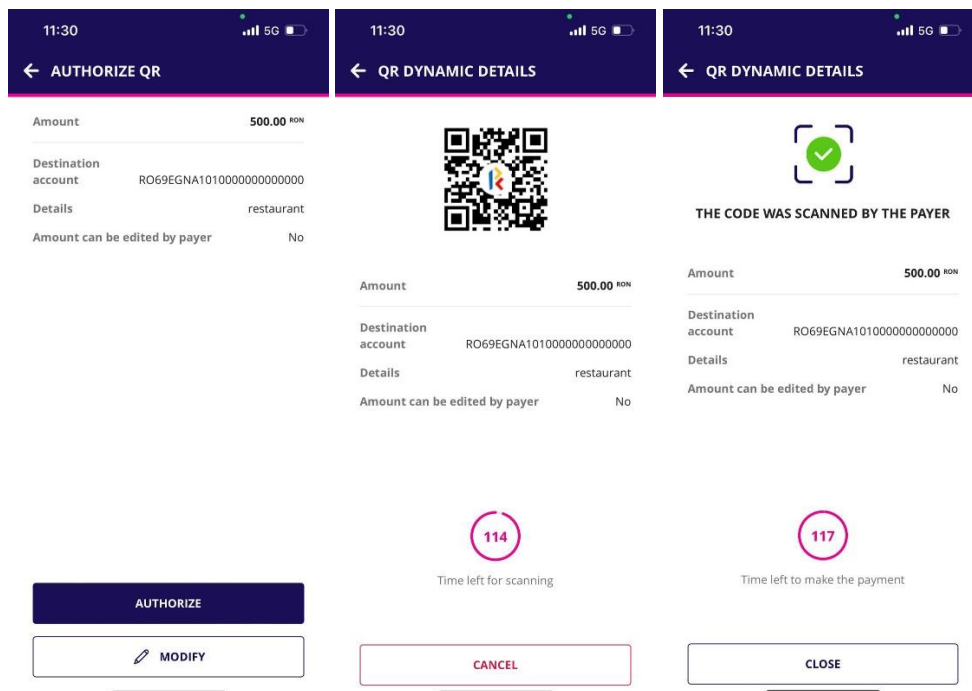 11:30
5G
AUTHORIZE QR
Amount 500.00 RON
Destination
account RO69EGNA1010000000000000
Details restaurant
Amount can be edited by payer No
AUTHORIZE
MODIFY
11:30
5G
QR DYNAMIC DETAILS
Amount 500.00 RON
Destination
account RO69EGNA1010000000000000
Details restaurant
Amount can be edited by payer No
114
Time left for scanning
CANCEL
11:30
5G
QR DYNAMIC DETAILS
THE CODE WAS SCANNED BY THE PAYER
Amount 500.00 RON
Destination
account RO69EGNA1010000000000000
Details restaurant
Amount can be edited by payer No
117
Time left to make the payment
CLOSE